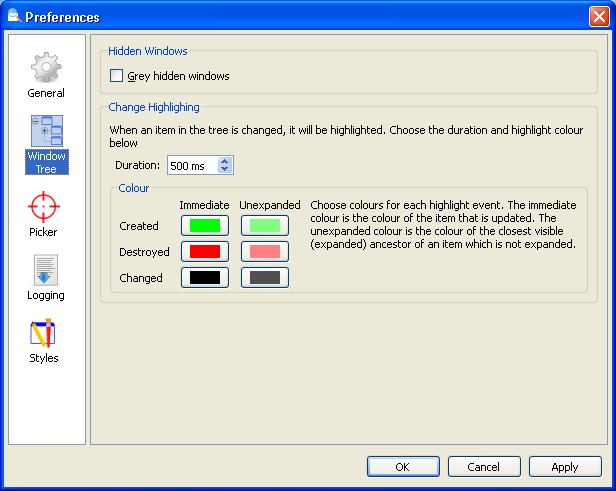 Preferences
General
Window
Tree
Picker
Logging
Styles
Hidden Windows
Grey hidden windows
Change Highlighing
When an item in the tree is changed, it will be highlighted. Choose the duration and highlight colour
below
Duration: 500 ms
Colour
Immediate Unexpanded
Created
Destroyed
Changed
Choose colours for each highlight event. The immediate
colour is the colour of the item that is updated. The
unexpanded colour is the colour of the closest visible
(expanded) ancestor of an item which is not expanded.
OK Cancel Apply